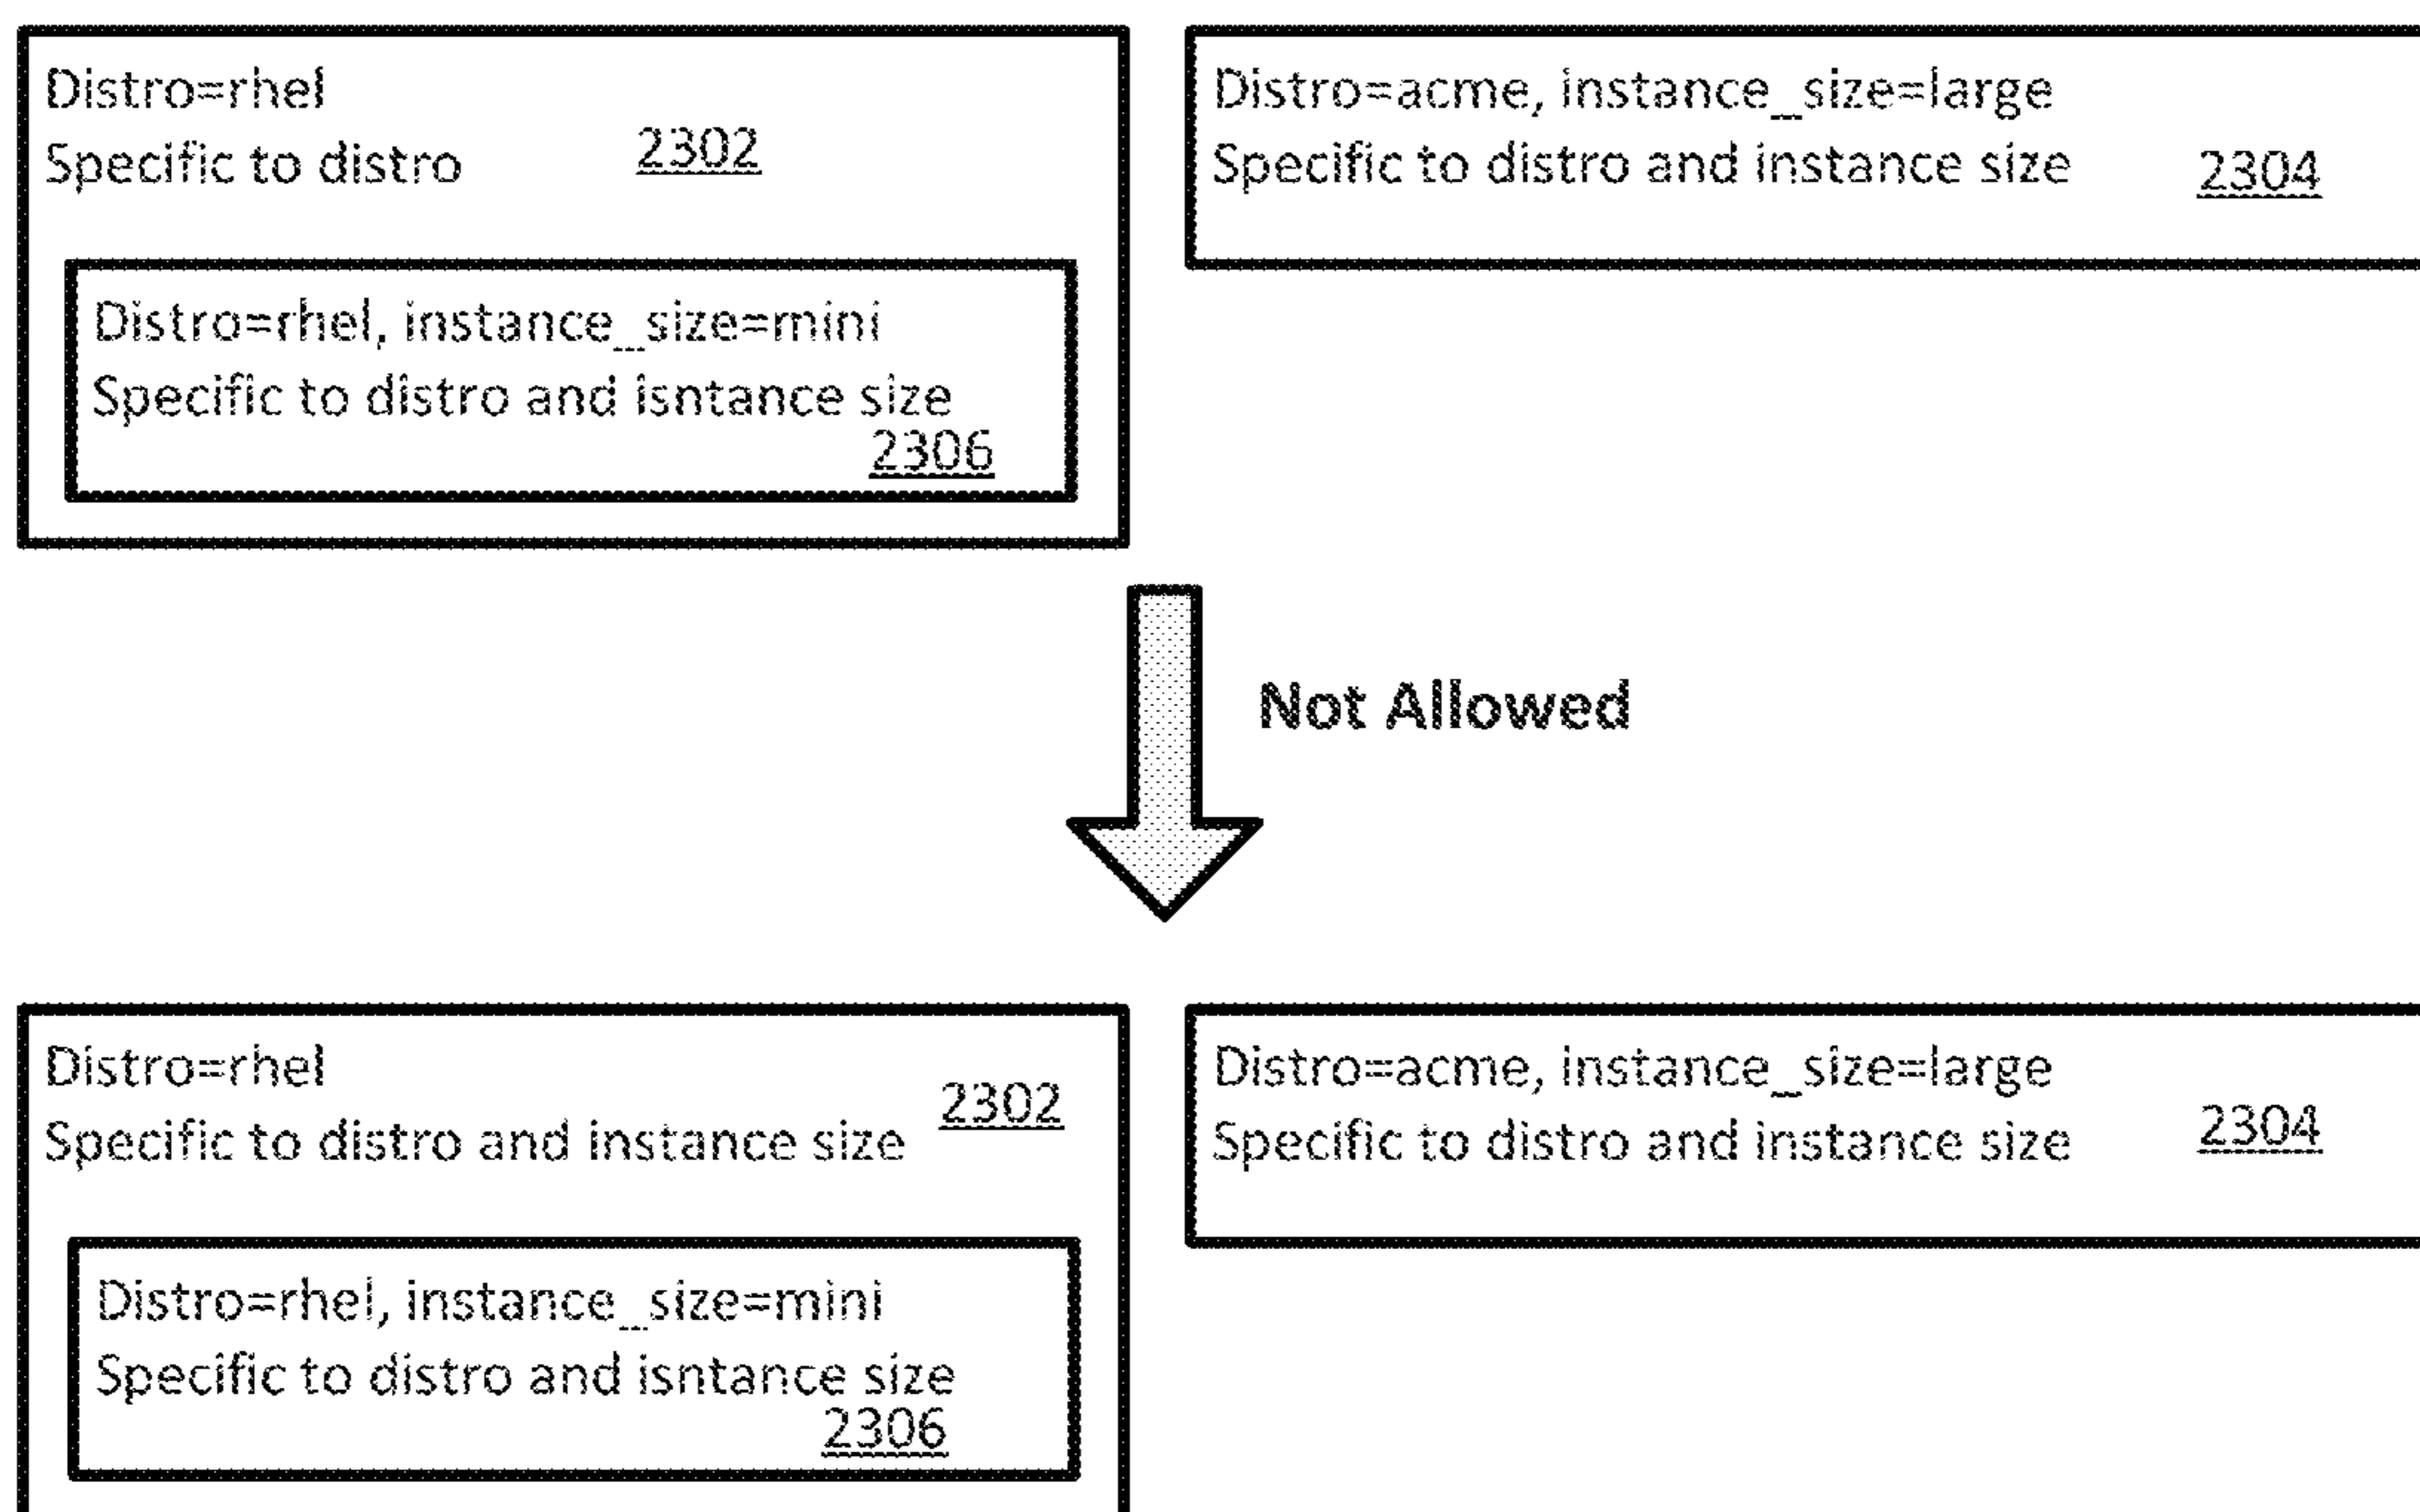 Distro=rhel
Specific to distro
2302
Distro=rhel, instance_size=mini
Specific to distro and isntance size
2306
Distro=acme, instance_size=large
Specific to distro and instance size
2304
Not Allowed
Distro=rhel
Specific to distro and instance size
2302
Distro=rhel, instance_size=mini
Specific to distro and isntance size
2306
Distro=acme, instance_size=large
Specific to distro and instance size
2304